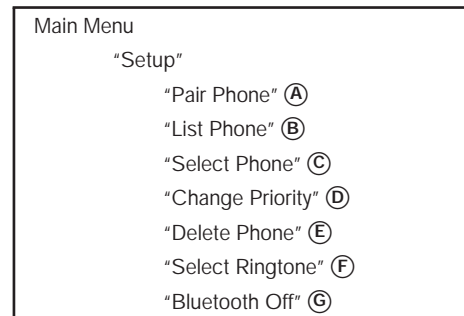 Main Menu
“Setup”
“Pair Phone” Ⓐ
“List Phone” Ⓑ
“Select Phone” Ⓒ
“Change Priority” Ⓓ
“Delete Phone” Ⓔ
“Select Ringtone” Ⓕ
“Bluetooth Off” Ⓖ